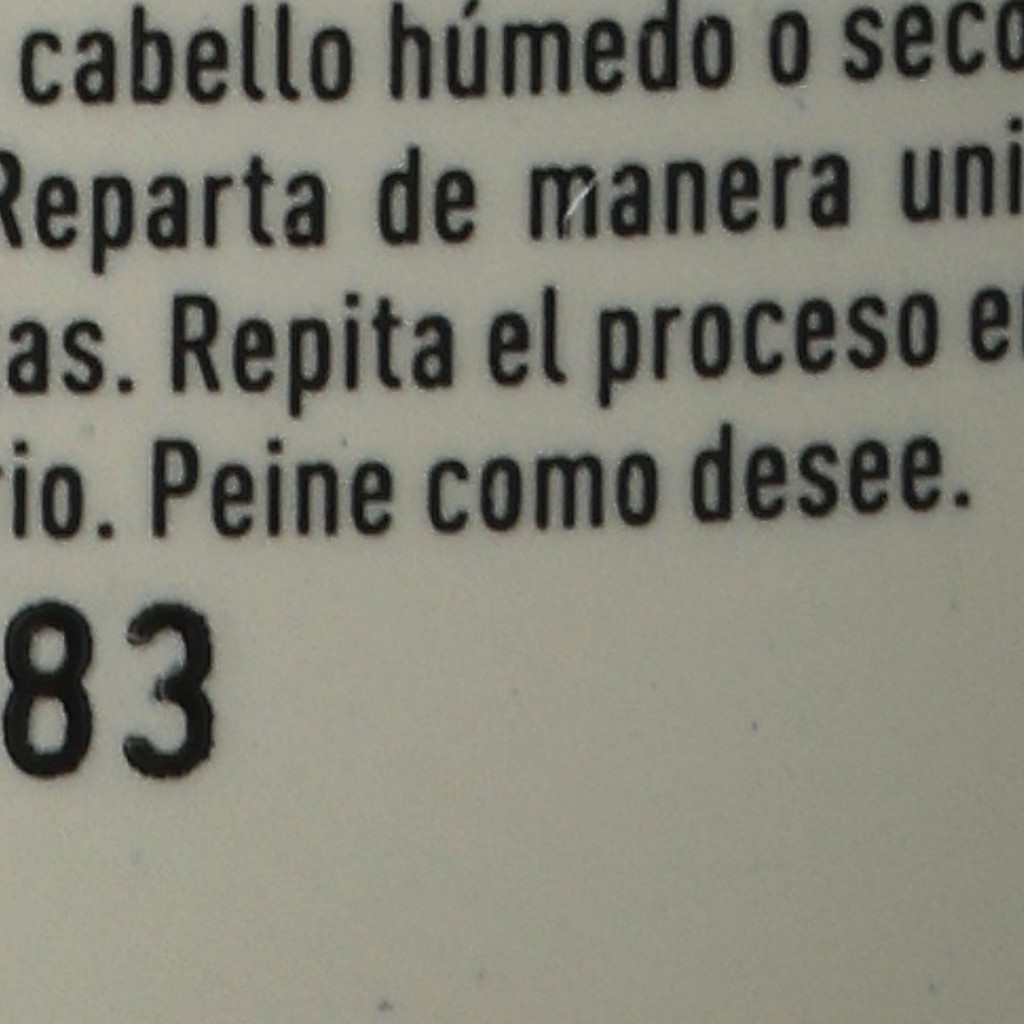 cabello húmedo o seco
Reparta de manera uni
as. Repita el proceso e
rio. Peine como desee.
83